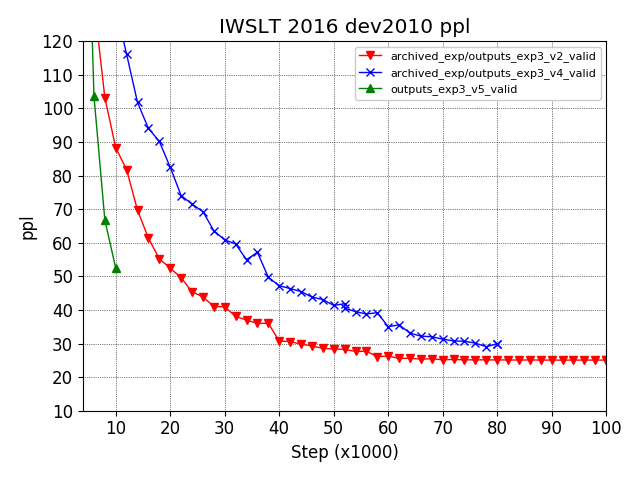 IWSLT 2016 dev2010 ppl
archived_exp/outputs_exp3_v2_valid
archived_exp/outputs_exp3_v4_valid
outputs_exp3_v5_valid
120
110
100
90
80
70
60
50
40
30
20
10
ppl
10 20 30 40 50 60 70 80 90 100
Step (x1000)